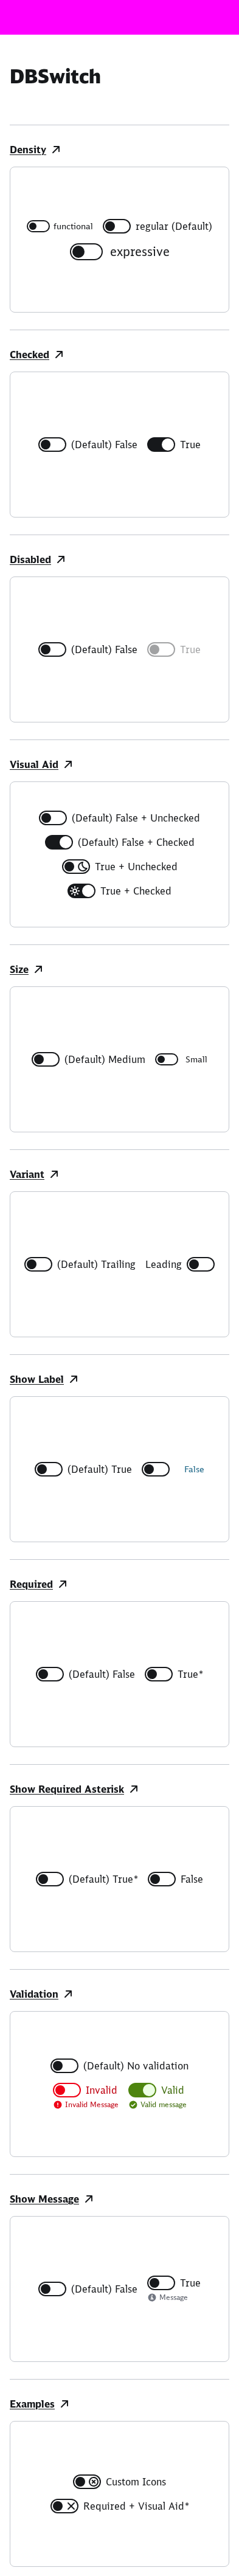 DBSwitch
Density
functional regular (Default)
expressive
Checked
(Default) False True
Disabled
(Default) False True
Visual Aid
(Default) False + Unchecked
(Default) False + Checked
True + Unchecked
True + Checked
Size
(Default) Medium Small
Variant
(Default) Trailing Leading
Show Label
(Default) True False
Required
(Default) False True*
Show Required Asterisk
(Default) True* False
Validation
(Default) No validation
Invalid Valid
Invalid Message Valid message
Show Message
(Default) False True
Message
Examples
Custom Icons
Required + Visual Aid*